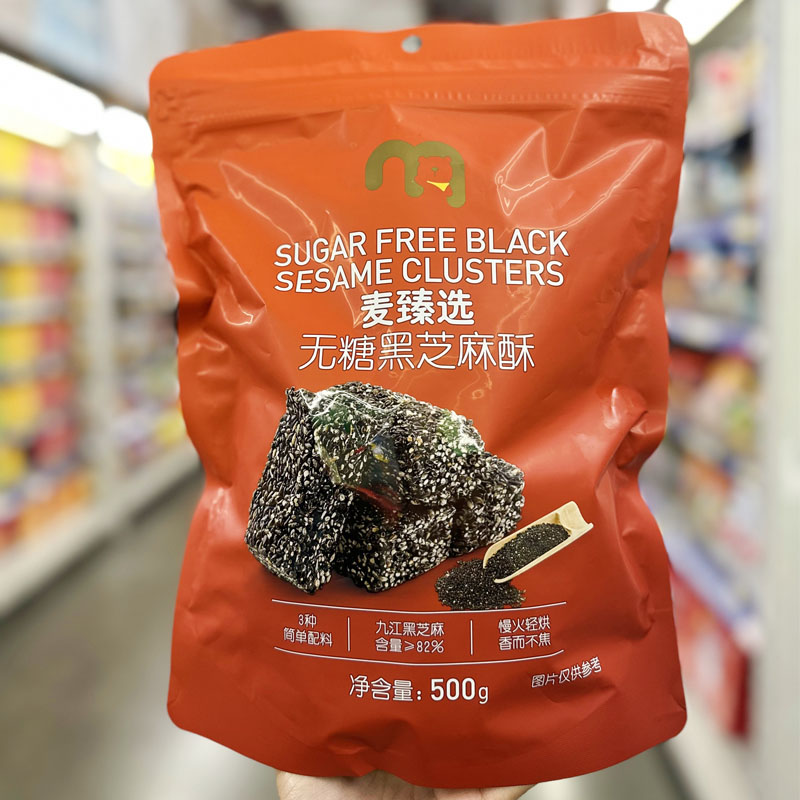 SUGAR FREE BLACK
SESAME CLUSTERS
麦臻选
无糖黑芝麻酥
3种
简单配料
九江黑芝麻
含量≥82%
慢火轻烘
香而不焦
净含量：500g
图片仅供参考